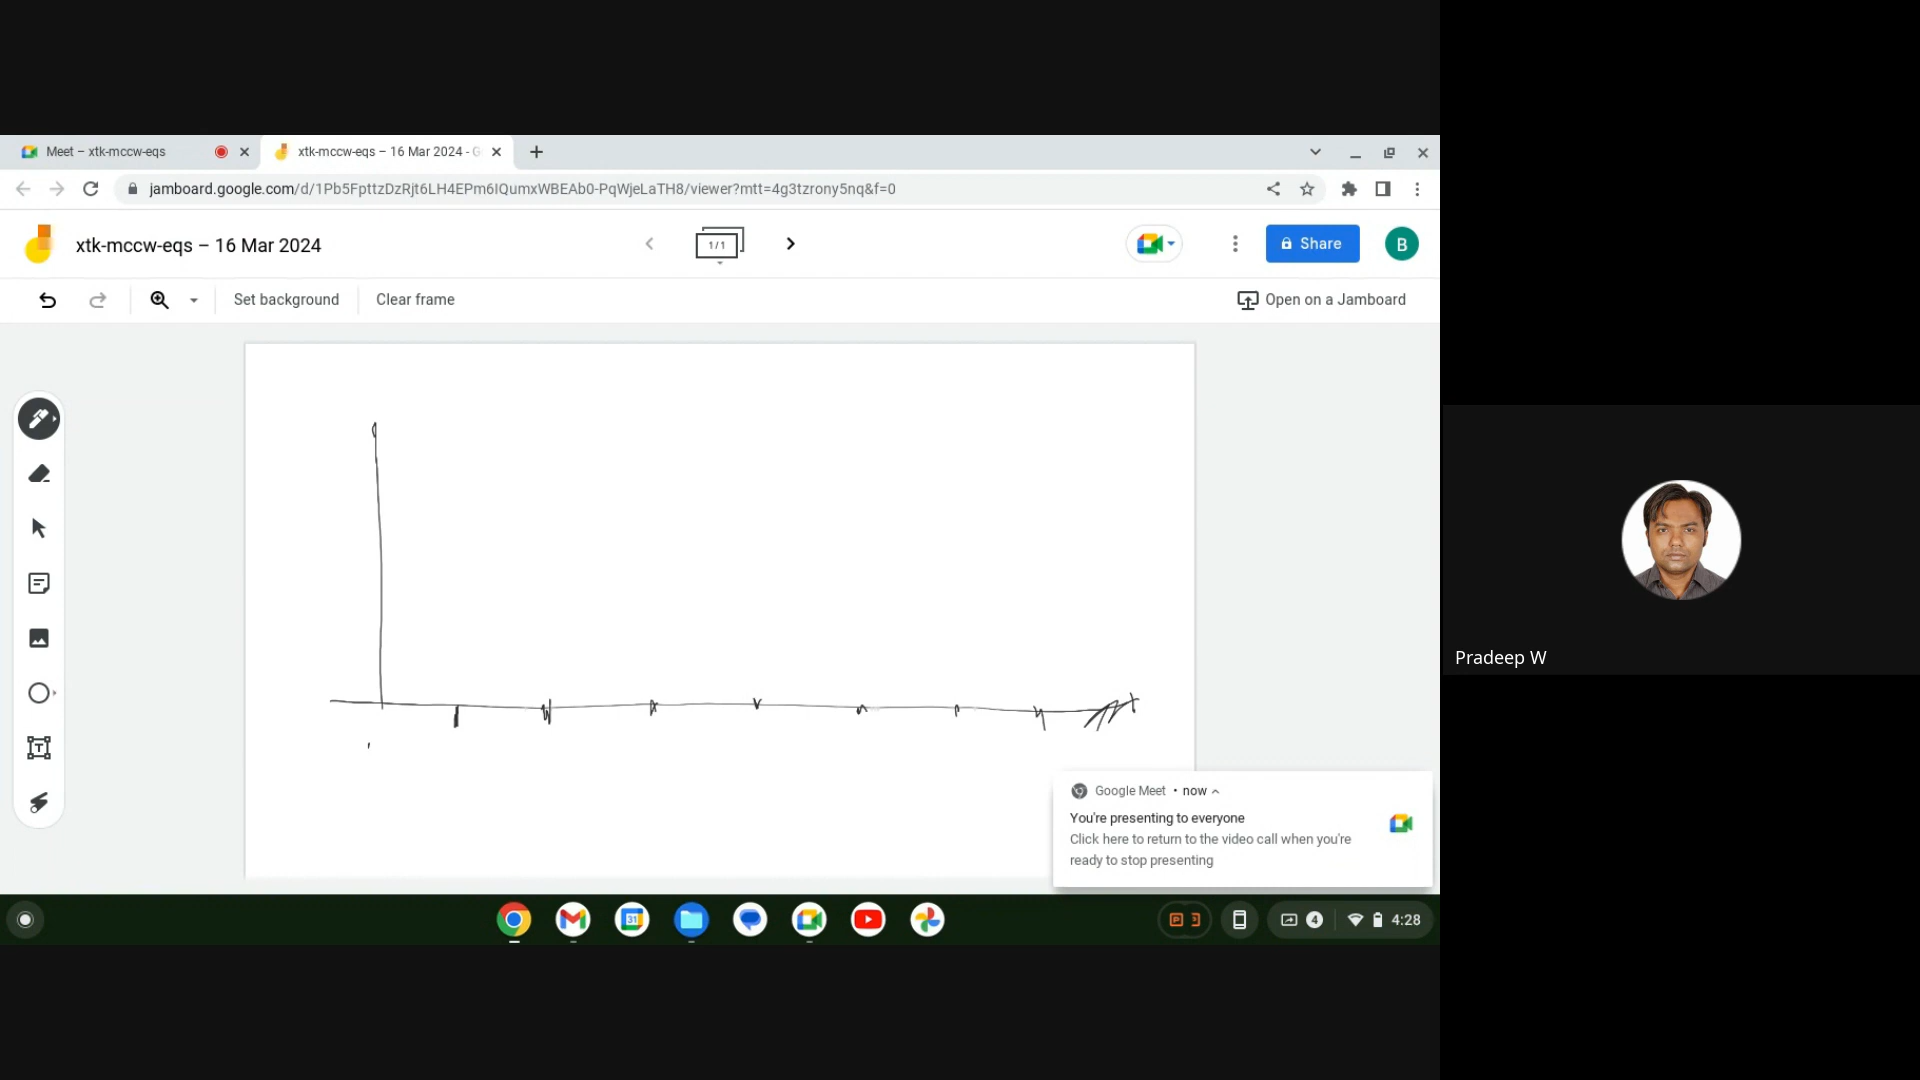 Meet – xtk-mccw-eqs
xtk-mccw-eqs – 16 Mar 2024 - G
jamboard.google.com/d/1Pb5FpttzDzRjt6LH4EPm6IQumxWBEAb0-PqWjeLaTH8/viewer?mtt=4g3tzrony5nq&f=0
xtk-mccw-eqs – 16 Mar 2024
1/1
Share
B
Set background
Clear frame
Open on a Jamboard
Pradeep W
Google Meet • now
You're presenting to everyone
Click here to return to the video call when you're
ready to stop presenting
31
4
4:28